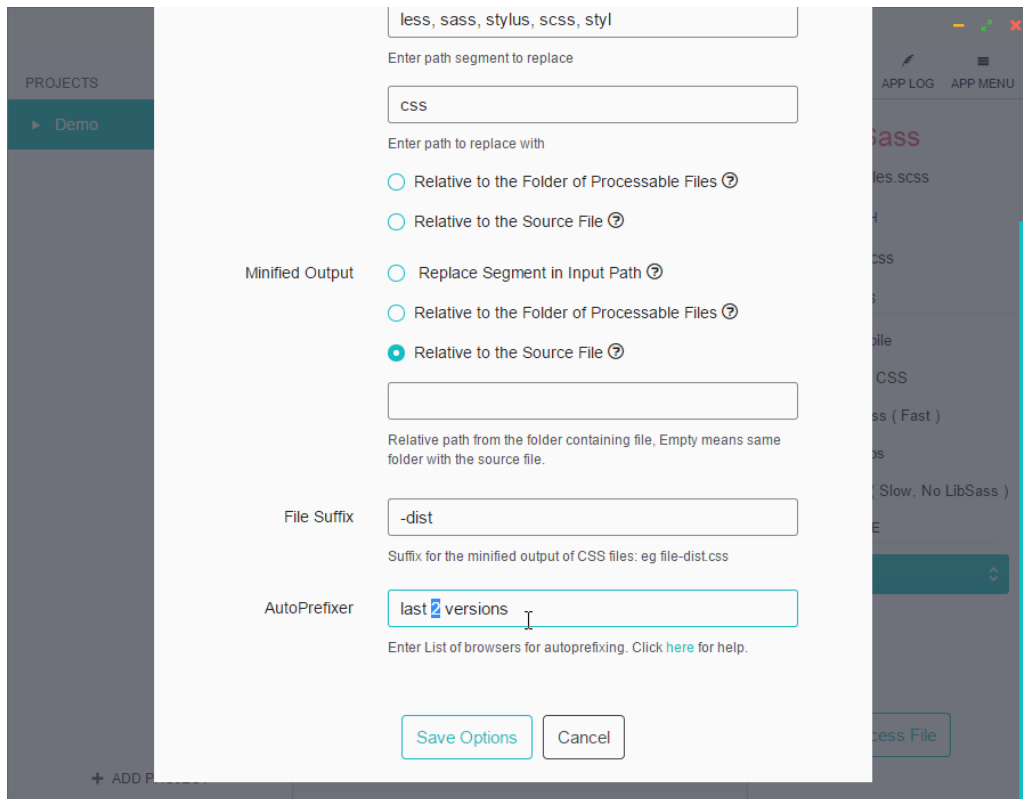 less, sass, stylus, scss, styl
Enter path segment to replace
PROJECTS
APP LOG
APP MENU
css
Demo
Enter path to replace with
Relative to the Folder of Processable Files
les.scss
Relative to the Source File
Minified Output
Replace Segment in Input Path
Relative to the Folder of Processable Files
Relative to the Source File
CSS
ss ( Fast )
Relative path from the folder containing file, Empty means same
folder with the source file.
( Slow, No LibSass )
File Suffix
-dist
Suffix for the minified output of CSS files: eg file-dist.css
AutoPrefixer
last 2 versions
Enter List of browsers for autoprefixing. Click here for help.
Save Options
Cancel
cess File
+ ADD P